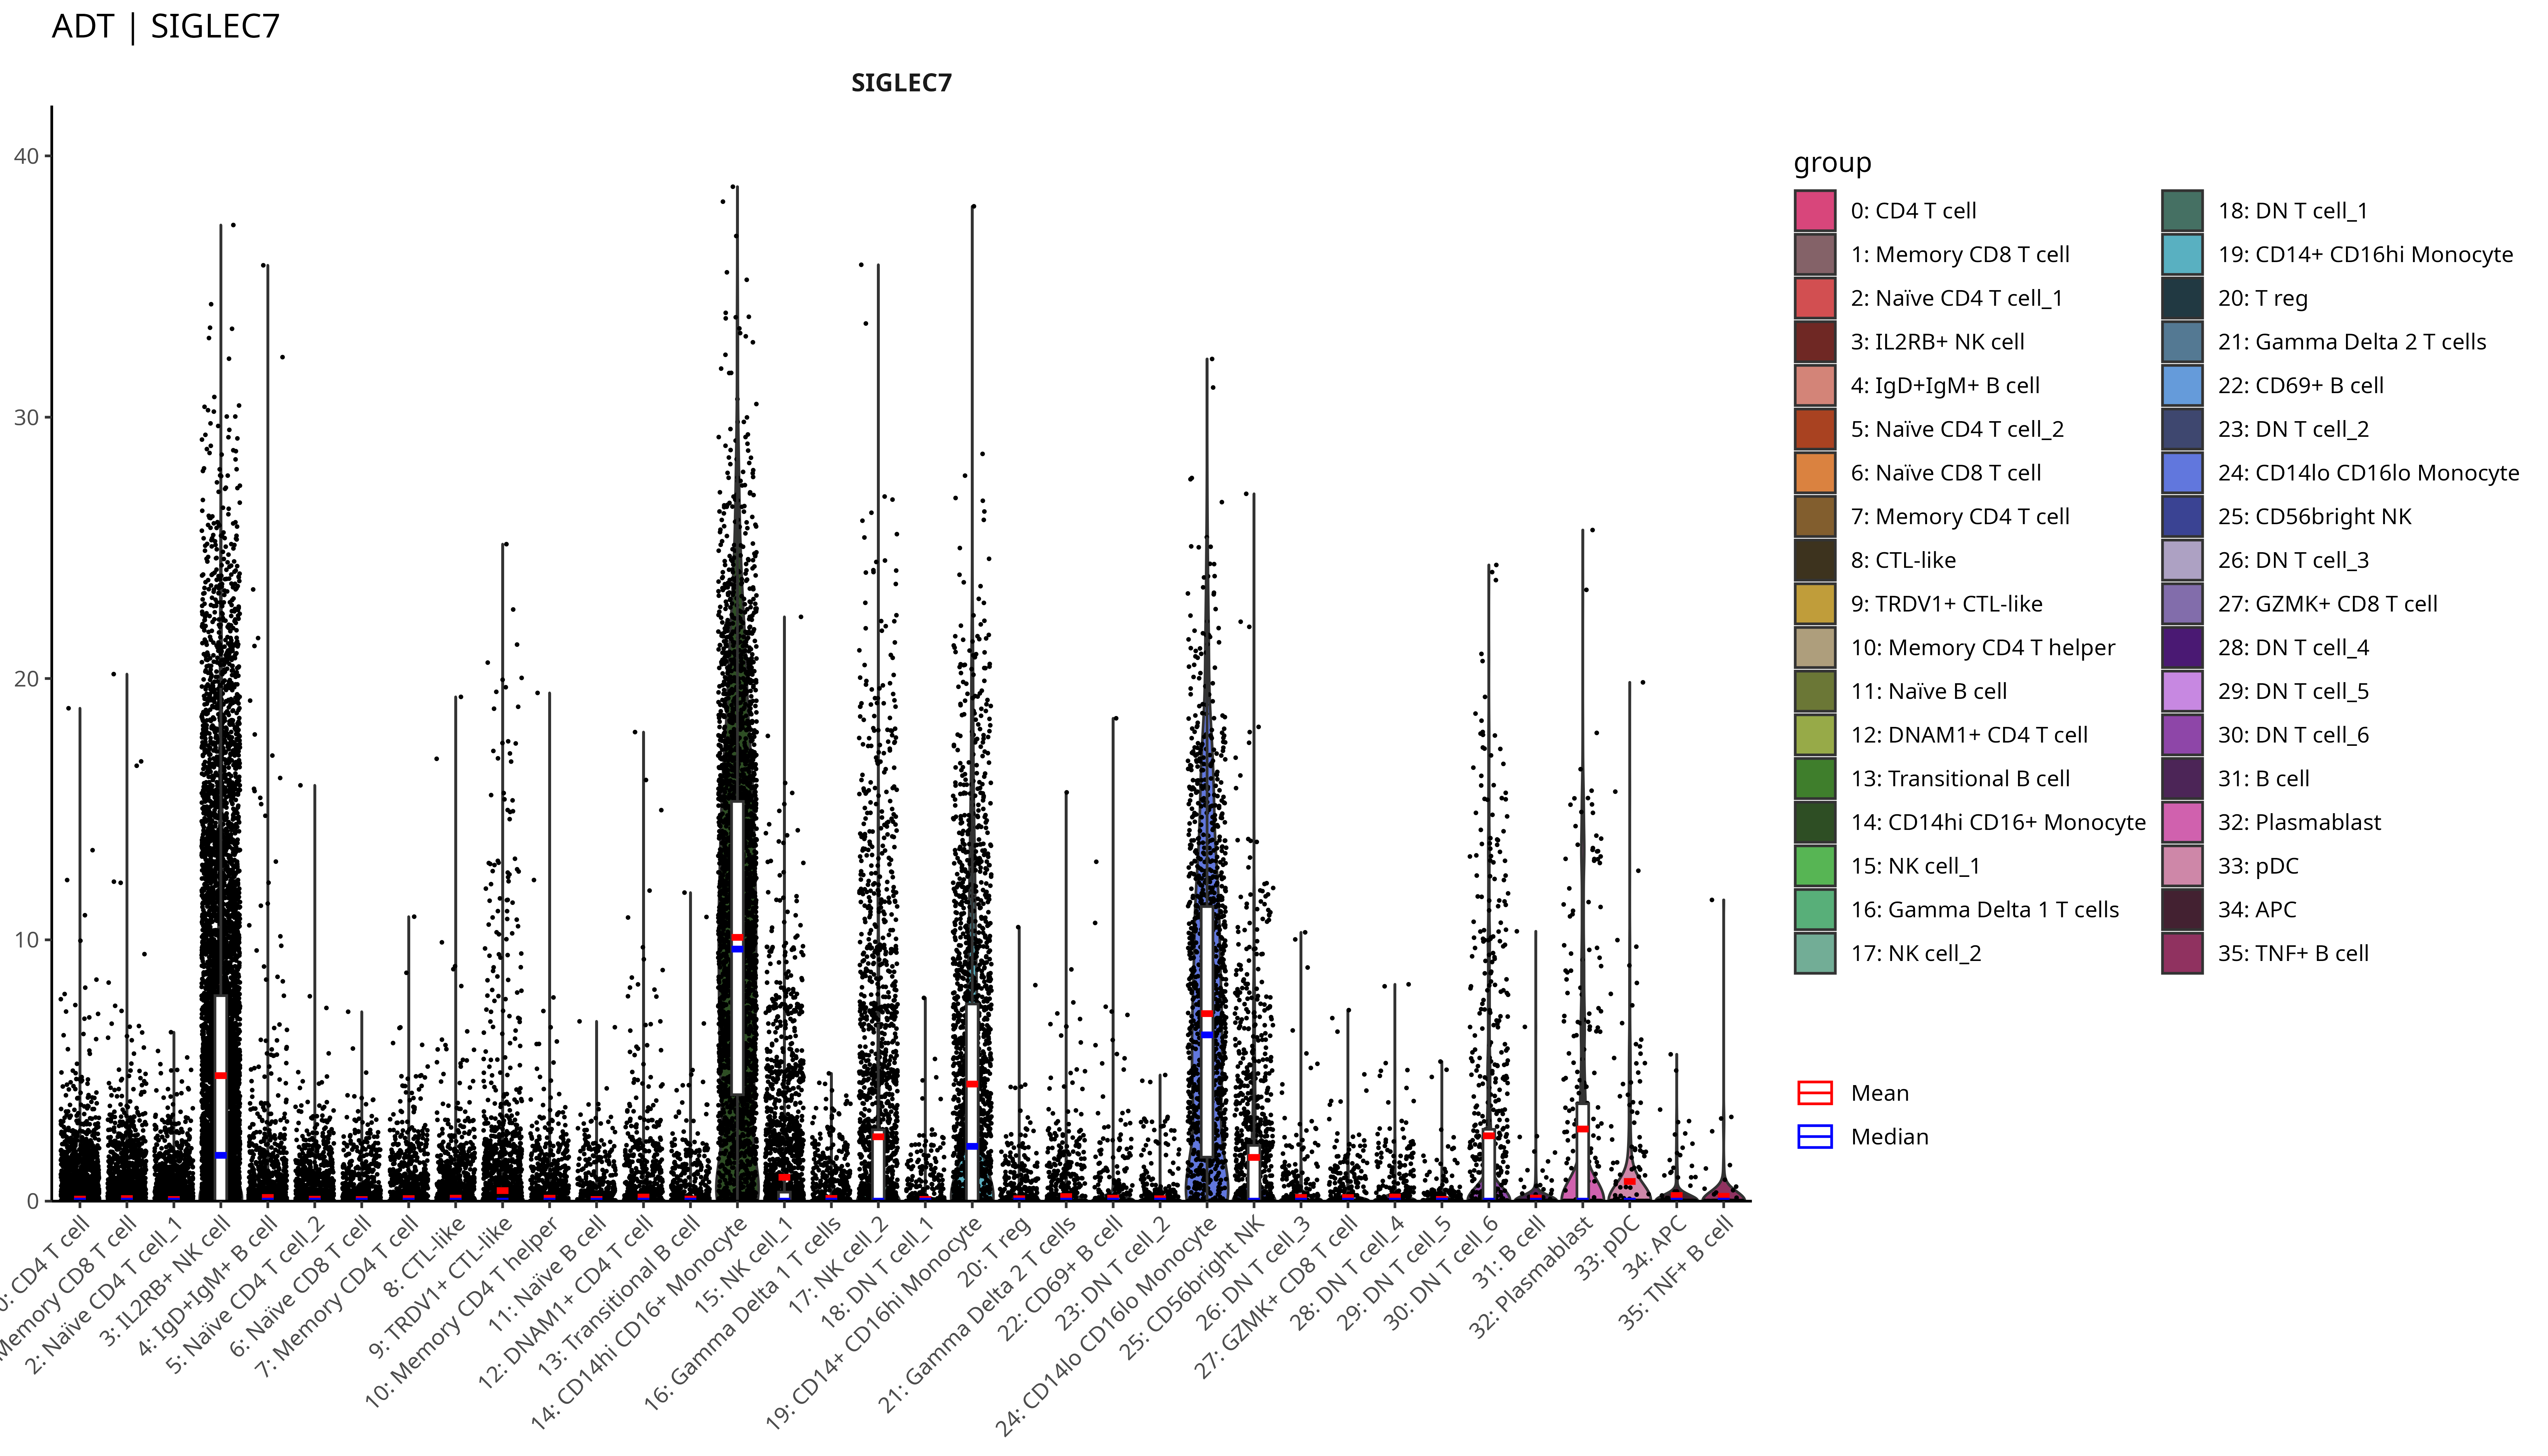 ADT | SIGLEC7
SIGLEC7
40
30
20
10
0
0: CD4 T cell
Memory CD8 T cell
2: Naïve CD4 T cell_1
3: IL2RB+ NK cell
4: IgD+IgM+ B cell
5: Naïve CD4 T cell_2
6: Naïve CD8 T cell
7: Memory CD4 T cell
8: CTL-like
9: TRDV1+ CTL-like
10: Memory CD4 T helper
11: Naïve B cell
12: DNAM1+ CD4 T cell
13: Transitional B cell
14: CD14hi CD16+ Monocyte
15: NK cell_1
16: Gamma Delta 1 T cells
17: NK cell_2
18: DN T cell_1
19: CD14+ CD16hi Monocyte
20: T reg
21: Gamma Delta 2 T cells
22: CD69+ B cell
23: DN T cell_2
24: CD14lo CD16lo Monocyte
25: CD56bright NK
26: DN T cell_3
27: GZMK+ CD8 T cell
28: DN T cell_4
29: DN T cell_5
30: DN T cell_6
31: B cell
32: Plasmablast
33: pDC
34: APC
35: TNF+ B cell
group
0: CD4 T cell
1: Memory CD8 T cell
2: Naïve CD4 T cell_1
3: IL2RB+ NK cell
4: IgD+IgM+ B cell
5: Naïve CD4 T cell_2
6: Naïve CD8 T cell
7: Memory CD4 T cell
8: CTL-like
9: TRDV1+ CTL-like
10: Memory CD4 T helper
11: Naïve B cell
12: DNAM1+ CD4 T cell
13: Transitional B cell
14: CD14hi CD16+ Monocyte
15: NK cell_1
16: Gamma Delta 1 T cells
17: NK cell_2
18: DN T cell_1
19: CD14+ CD16hi Monocyte
20: T reg
21: Gamma Delta 2 T cells
22: CD69+ B cell
23: DN T cell_2
24: CD14lo CD16lo Monocyte
25: CD56bright NK
26: DN T cell_3
27: GZMK+ CD8 T cell
28: DN T cell_4
29: DN T cell_5
30: DN T cell_6
31: B cell
32: Plasmablast
33: pDC
34: APC
35: TNF+ B cell
Mean
Median